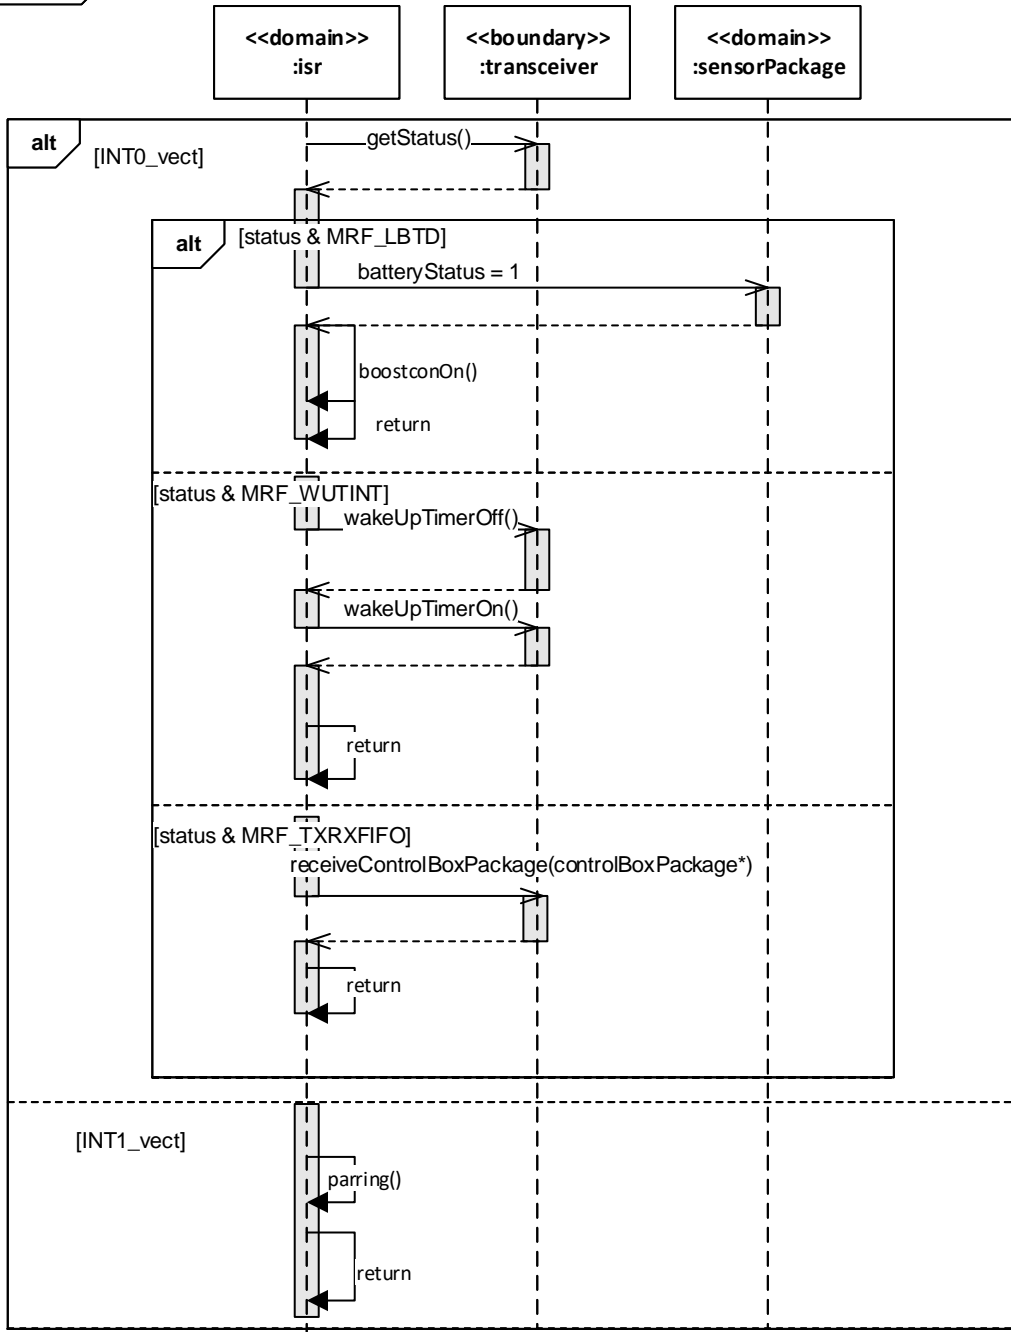 <<domain>>
:isr
<<boundary>>
:transceiver
<<domain>>
:sensorPackage
alt
[INT0_vect]
getStatus()
alt
[status & MRF_LBTD]
batteryStatus = 1
boostconOn()
return
[status & MRF_WUTINT]
wakeUpTimerOff()
wakeUpTimerOn()
return
[status & MRF_TXRXFIFO]
receiveControlBoxPackage(controlBoxPackage*)
return
[INT1_vect]
parring()
return